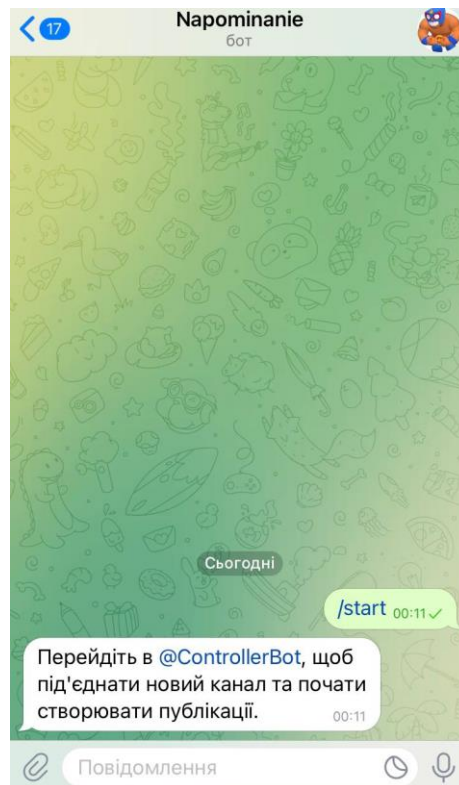 17
Napominanie
бот
Сьогодні
/start 00:11
Перейдіть в @ControllerBot, щоб
під'єднати новий канал та почати
створювати публікації. 00:11
Повідомлення